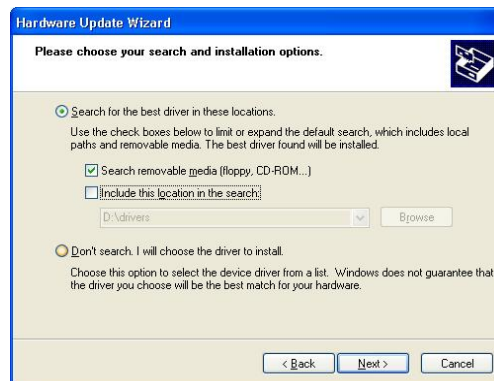 Hardware Update Wizard
Please choose your search and installation options.
Search for the best driver in these locations.
Use the check boxes below to limit or expand the default search, which includes local
paths and removable media. The best driver found will be installed.
Search removable media (floppy, CD-ROM...)
Include this location in the search:
D:\drivers
Browse
Don't search. I will choose the driver to install.
Choose this option to select the device driver from a list. Windows does not guarantee that
the driver you choose will be the best match for your hardware.
< Back Next > Cancel